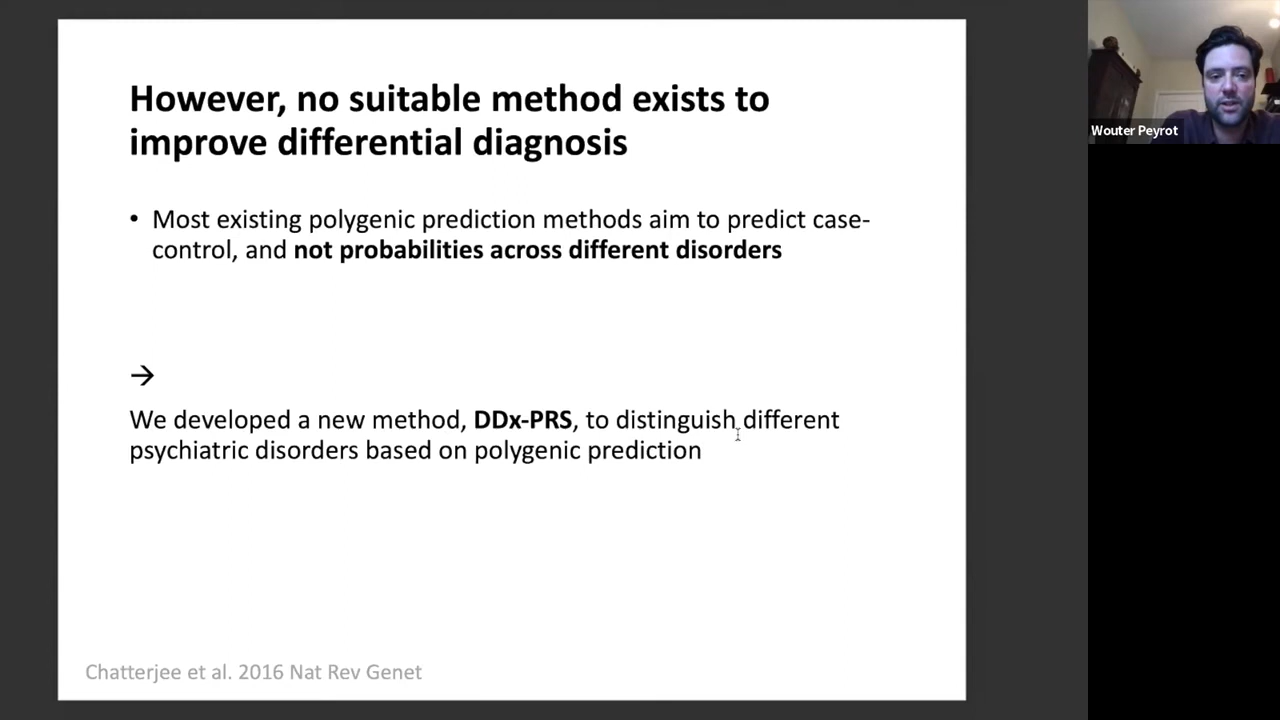 However, no suitable method exists to
improve differential diagnosis
• Most existing polygenic prediction methods aim to predict case-
control, and not probabilities across different disorders
→
We developed a new method, DDx-PRS, to distinguish different
psychiatric disorders based on polygenic prediction
Chatterjee et al. 2016 Nat Rev Genet
Wouter Peyrot